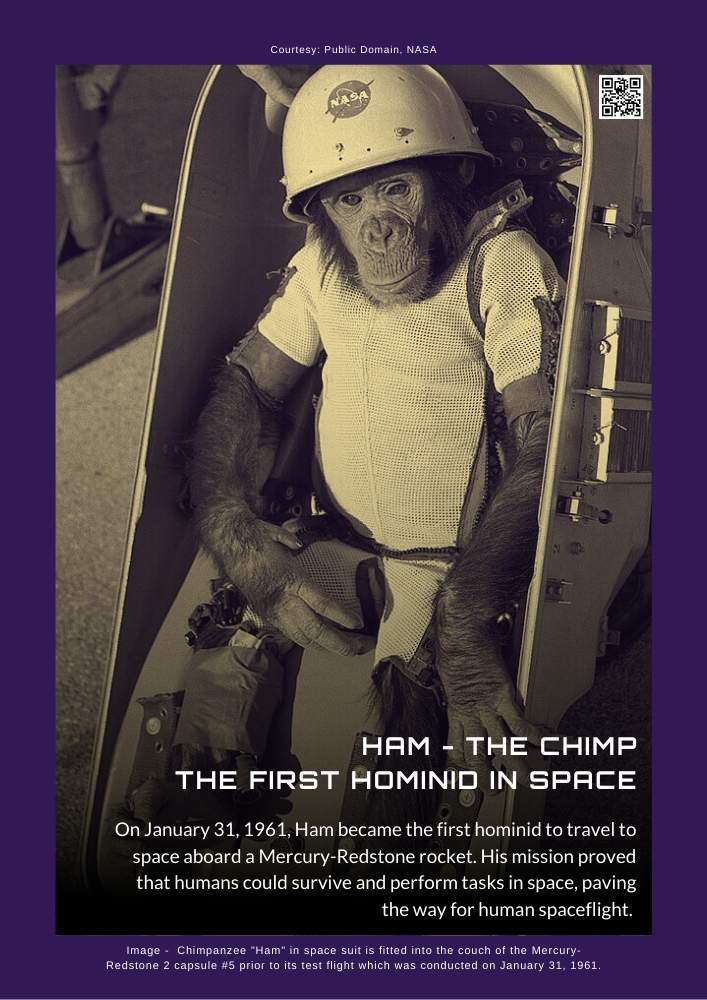 Courtesy: Public Domain, NASA
NASA
HAM - THE CHIMP
THE FIRST HOMINID IN SPACE
On January 31, 1961, Ham became the first hominid to travel to
space aboard a Mercury-Redstone rocket. His mission proved
that humans could survive and perform tasks in space, paving
the way for human spaceflight.
Image -  Chimpanzee "Ham" in space suit is fitted into the couch of the Mercury-
Redstone 2 capsule #5 prior to its test flight which was conducted on January 31, 1961.